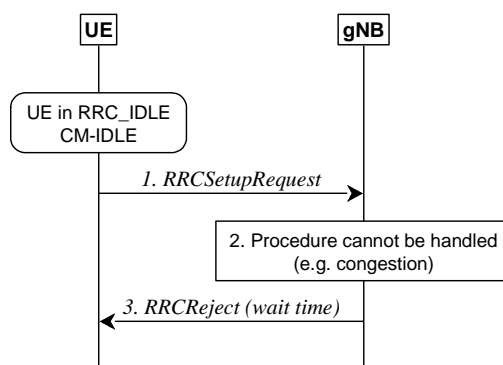 UE
gNB
UE in RRC_IDLE
CM-IDLE
1. RRCSetupRequest
2. Procedure cannot be handled
(e.g. congestion)
3. RRCReject (wait time)